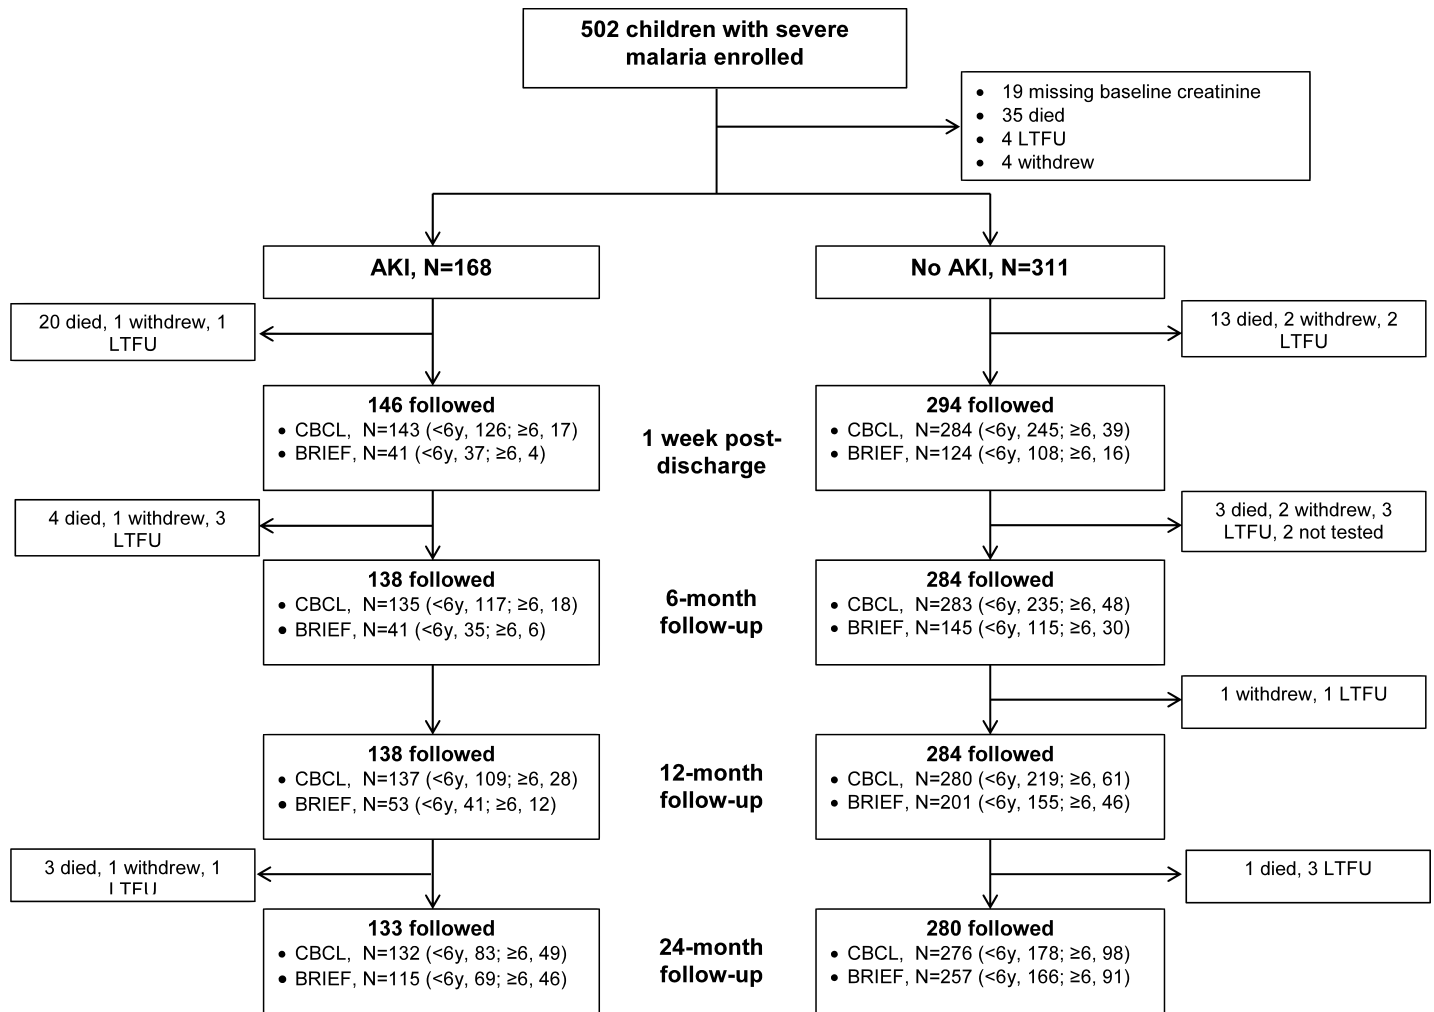 502 children with severe
malaria enrolled
• 19 missing baseline creatinine
• 35 died
• 4 LTFU
• 4 withdrew
AKI, N=168
No AKI, N=311
20 died, 1 withdrew, 1
LTFU
13 died, 2 withdrew, 2
LTFU
146 followed
• CBCL, N=143 (<6y, 126; ≥6, 17)
• BRIEF, N=41 (<6y, 37; ≥6, 4)
1 week post-
discharge
294 followed
• CBCL, N=284 (<6y, 245; ≥6, 39)
• BRIEF, N=124 (<6y, 108; ≥6, 16)
4 died, 1 withdrew, 3
LTFU
3 died, 2 withdrew, 3
LTFU, 2 not tested
138 followed
• CBCL, N=135 (<6y, 117; ≥6, 18)
• BRIEF, N=41 (<6y, 35; ≥6, 6)
6-month
follow-up
284 followed
• CBCL, N=283 (<6y, 235; ≥6, 48)
• BRIEF, N=145 (<6y, 115; ≥6, 30)
1 withdrew, 1 LTFU
138 followed
• CBCL, N=137 (<6y, 109; ≥6, 28)
• BRIEF, N=53 (<6y, 41; ≥6, 12)
12-month
follow-up
284 followed
• CBCL, N=280 (<6y, 219; ≥6, 61)
• BRIEF, N=201 (<6y, 155; ≥6, 46)
3 died, 1 withdrew, 1
LTFU
1 died, 3 LTFU
133 followed
• CBCL, N=132 (<6y, 83; ≥6, 49)
• BRIEF, N=115 (<6y, 69; ≥6, 46)
24-month
follow-up
280 followed
• CBCL, N=276 (<6y, 178; ≥6, 98)
• BRIEF, N=257 (<6y, 166; ≥6, 91)